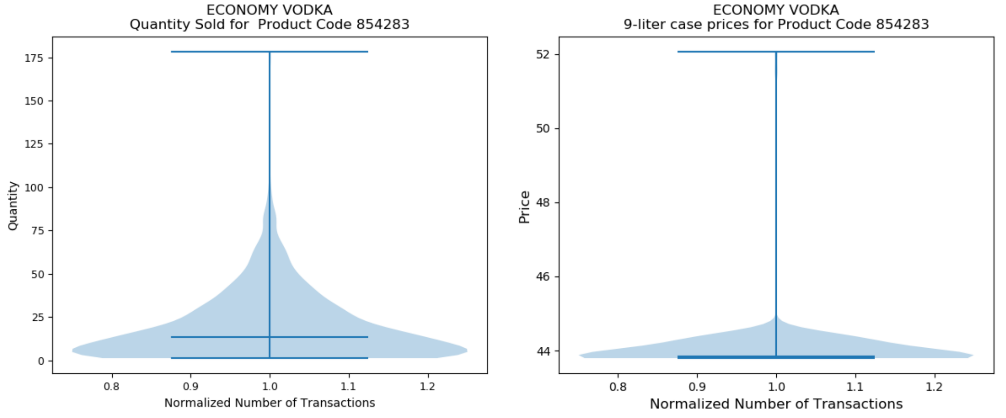 ECONOMY VODKA
Quantity Sold for  Product Code 854283
175
150
125
100
75
50
25
0
Quantity
0.8 0.9 1.0 1.1 1.2
Normalized Number of Transactions
ECONOMY VODKA
9-liter case prices for Product Code 854283
52
50
48
46
44
Price
0.8 0.9 1.0 1.1 1.2
Normalized Number of Transactions